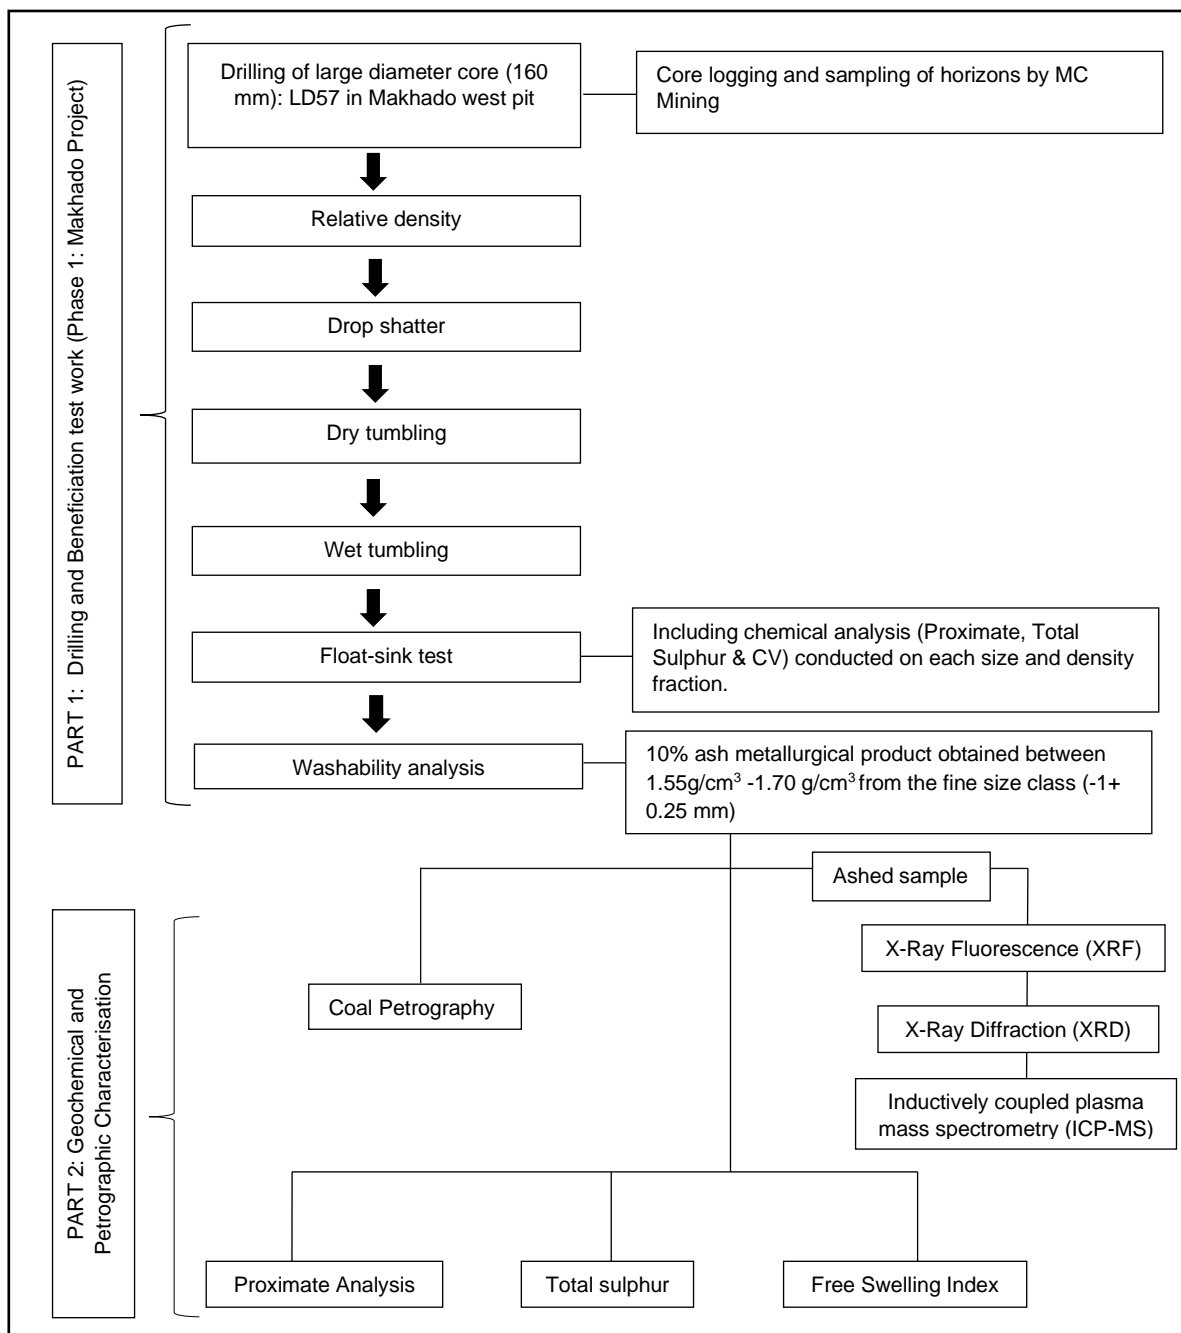 PART 1:  Drilling and Beneficiation test work (Phase 1: Makhado Project)
Drilling of large diameter core (160
mm): LD57 in Makhado west pit
Core logging and sampling of horizons by MC
Mining
Relative density
Drop shatter
Dry tumbling
Wet tumbling
Float-sink test
Including chemical analysis (Proximate, Total
Sulphur & CV) conducted on each size and density
fraction.
Washability analysis
10% ash metallurgical product obtained between
1.55g/cm³ -1.70 g/cm³ from the fine size class (-1+
0.25 mm)
PART 2: Geochemical and
Petrographic Characterisation
Ashed sample
X-Ray Fluorescence (XRF)
Coal Petrography
X-Ray Diffraction (XRD)
Inductively coupled plasma
mass spectrometry (ICP-MS)
Proximate Analysis
Total sulphur
Free Swelling Index